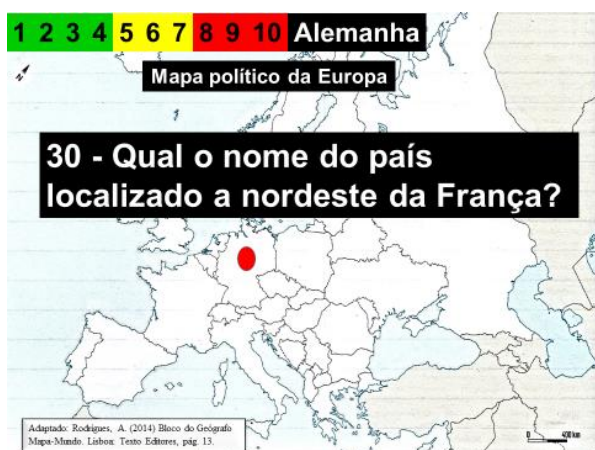 1 2 3 4 5 6 7 8 9 10 Alemanha
Mapa político da Europa
30 - Qual o nome do país
localizado a nordeste da França?
Adaptado: Rodrigues, A. (2014) Bloco do Geógrafo
Mapa-Mundo. Lisboa: Texto Editores, pág. 13.
0 400 km